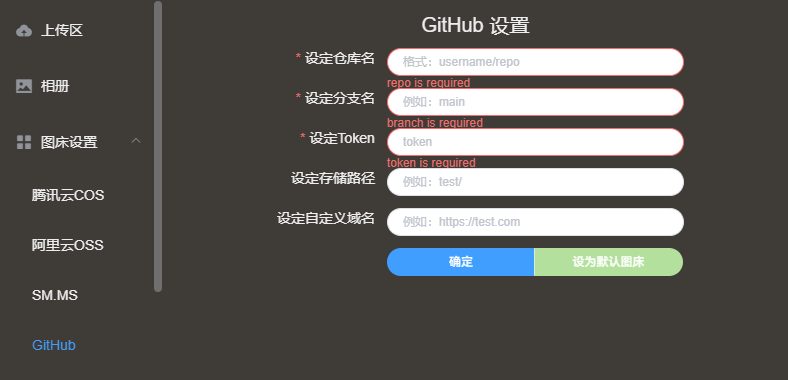 上传区
相册
图床设置
腾讯云COS
阿里云OSS
SM.MS
GitHub
GitHub 设置
* 设定仓库名
格式：username/repo
repo is required
* 设定分支名
例如：main
branch is required
* 设定Token
token
token is required
设定存储路径
例如：test/
设定自定义域名
例如：https://test.com
确定
设为默认图床